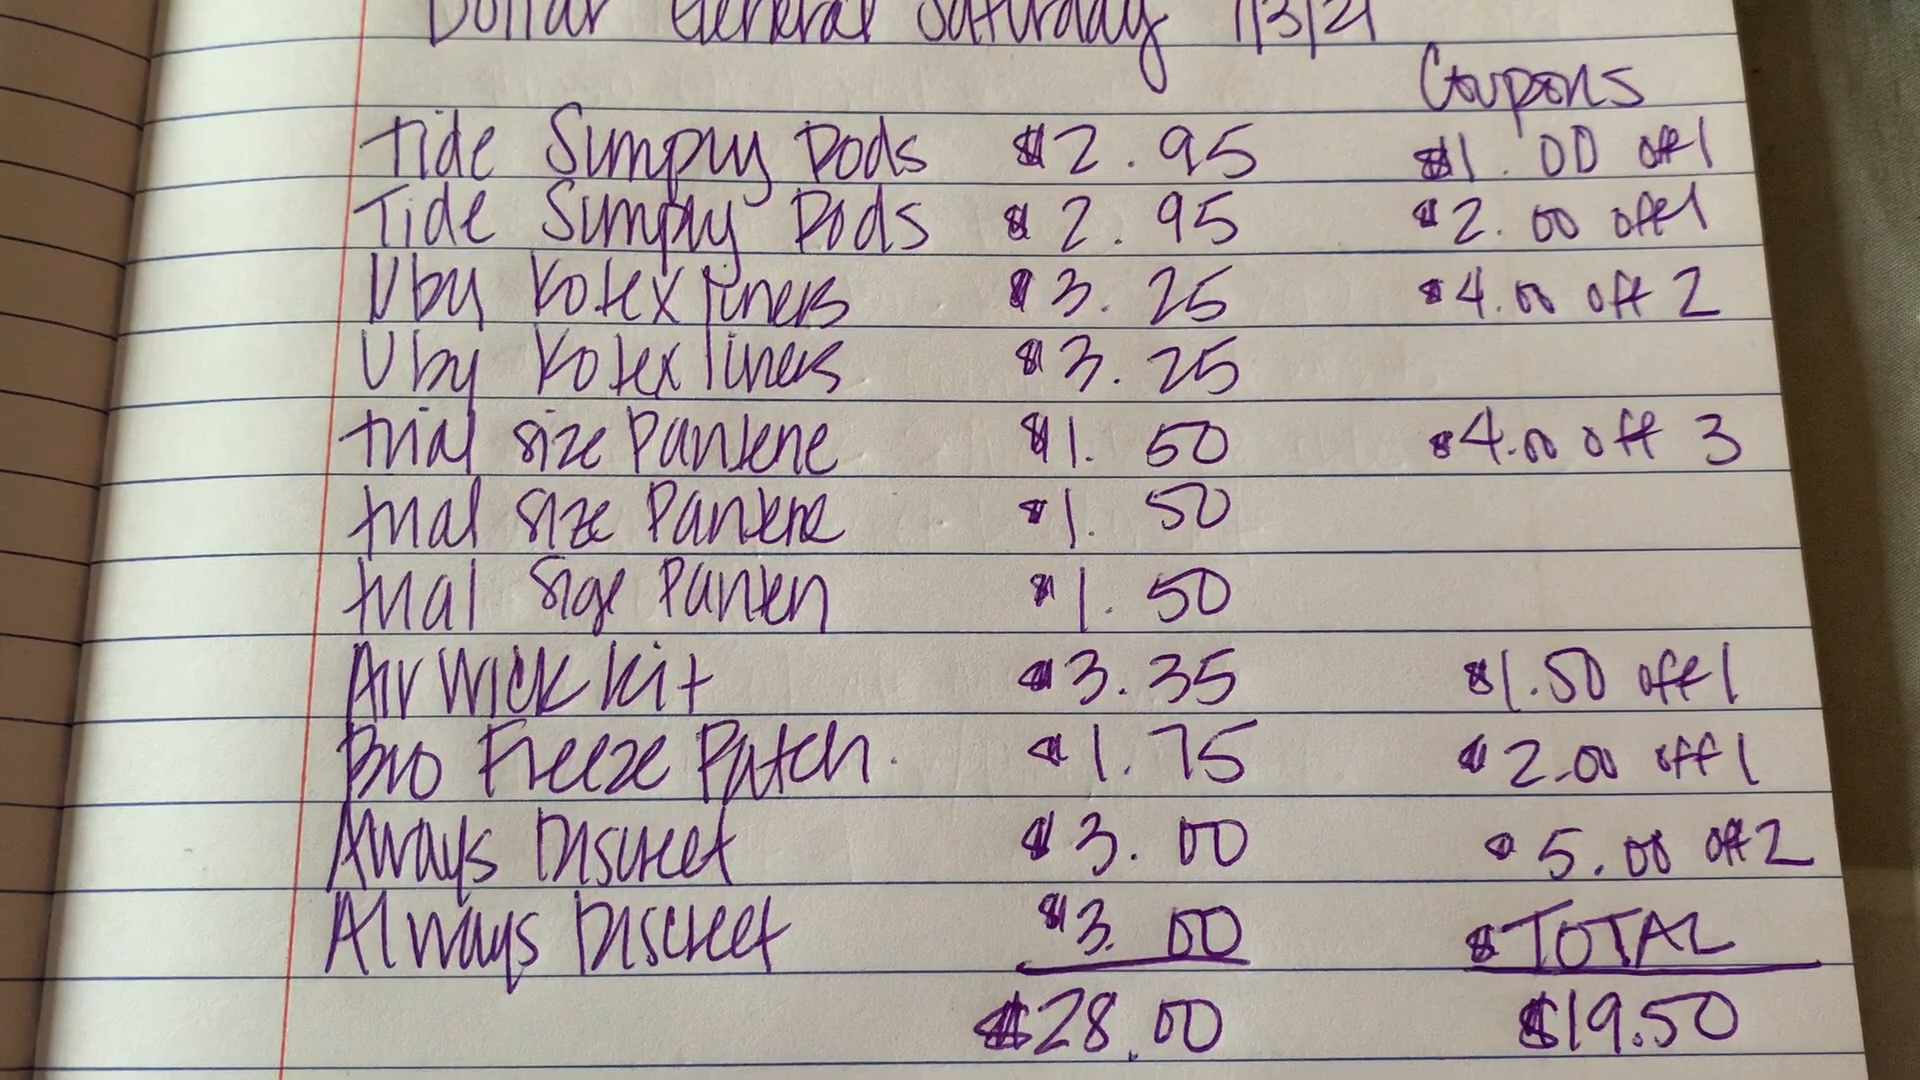 Dollar General Saturday 7/3/21
Coupons
Tide Simply Pods $2.95 $1.00 off 1
Tide Simply Pods $2.95 $2.00 off 1
U by Kotex liners $3.25 $4.00 off 2
U by Kotex liners $3.25
trial size Pantene $1.50 $4.00 off 3
trial size Pantene $1.50
trial size Panten $1.50
Air Wick Kit $3.35 $1.50 off 1
Bio Freeze Patch. $1.75 $2.00 off 1
Always Discreet $3.00 $5.00 off 2
Always Discreet $3.00 $TOTAL
$28.00 $19.50